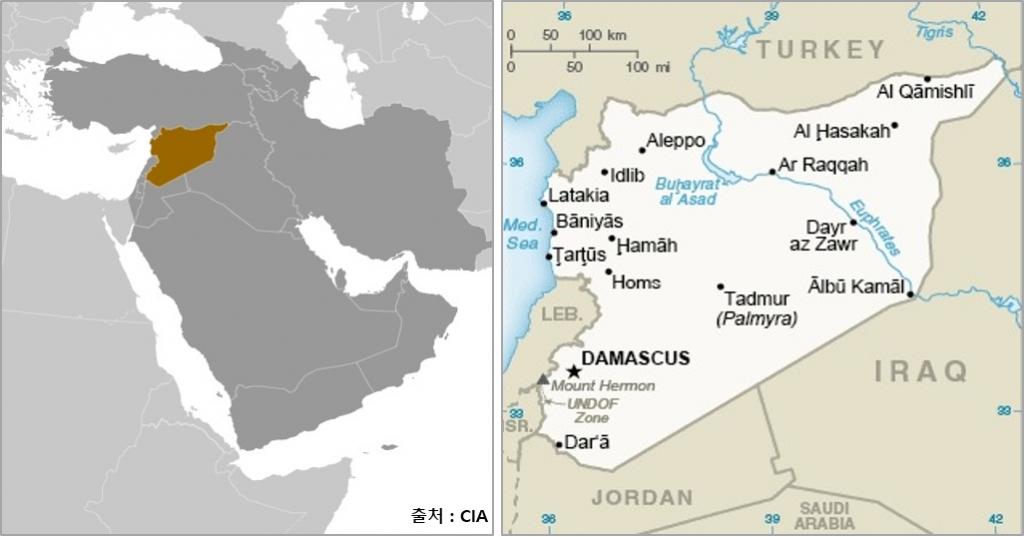 출처 : CIA
36
39
42
0 50 100 km
0 50 100 mi
TURKEY
Tigris
Al Qāmishlī
Al Ḩasakah
Aleppo
Ar Raqqah
36
36
Idlib
Buḩayrat
al Asad
Latakia
Euphrates
Med.
Sea
Bāniyās
Dayr
az Zawr
Ḩamāh
Ţarţūs
Homs
Ālbū Kamāl
Tadmur
(Palmyra)
LEB.
DAMASCUS
IRAQ
Mount Hermon
UNDOF
Zone
33
33
ISR.
Dar‘ā
JORDAN
SAUDI
ARABIA
36
39
42